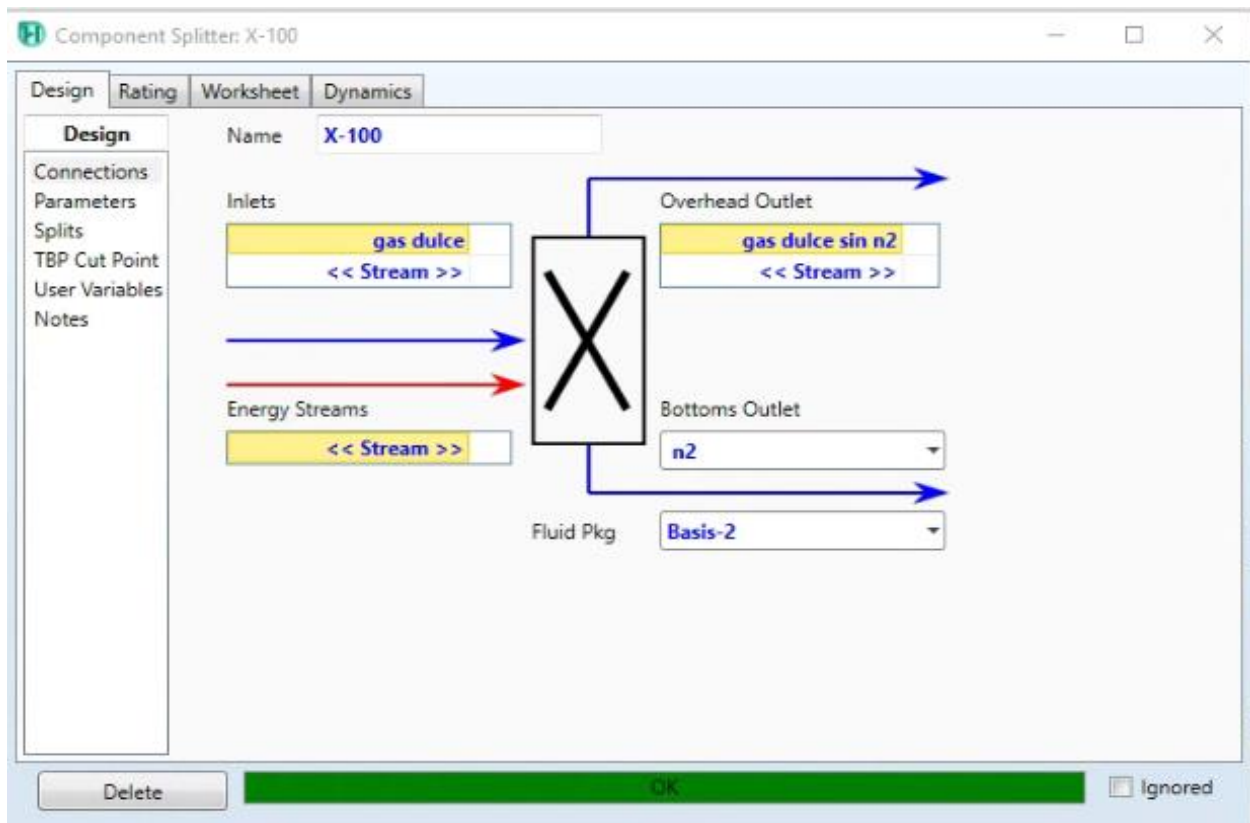 Component Splitter: X-100
Design Rating Worksheet Dynamics
Design
Connections
Parameters
Splits
TBP Cut Point
User Variables
Notes
Name X-100
Inlets
gas dulce
<< Stream >>
Overhead Outlet
gas dulce sin n2
<< Stream >>
Energy Streams
<< Stream >>
Bottoms Outlet
n2
Fluid Pkg Basis-2
Delete OK Ignored